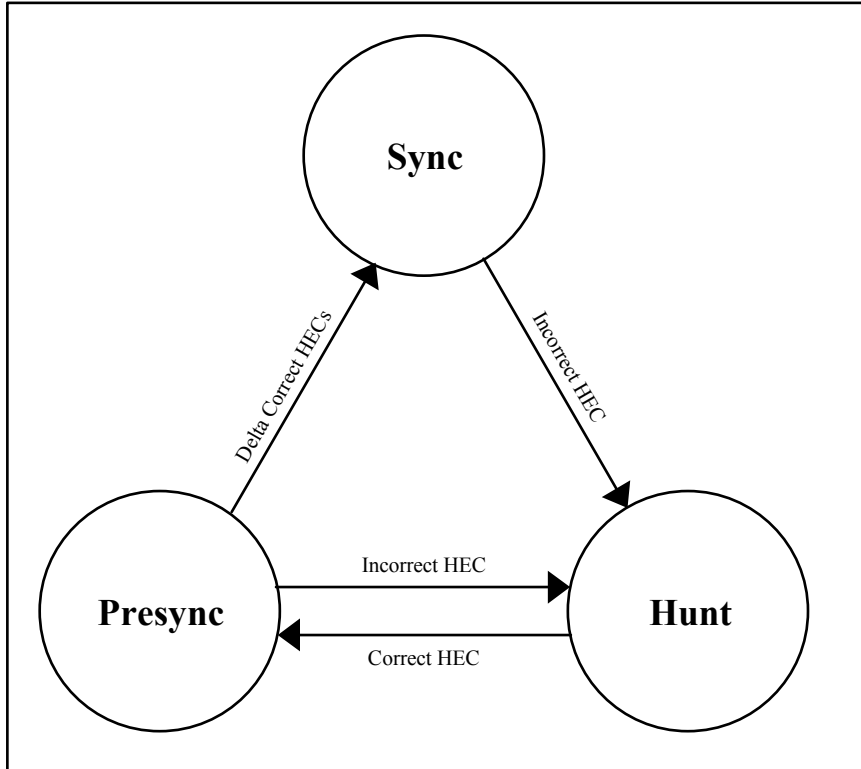 Sync
Delta Correct HECs
Incorrect HEC
Presync
Incorrect HEC
Correct HEC
Hunt